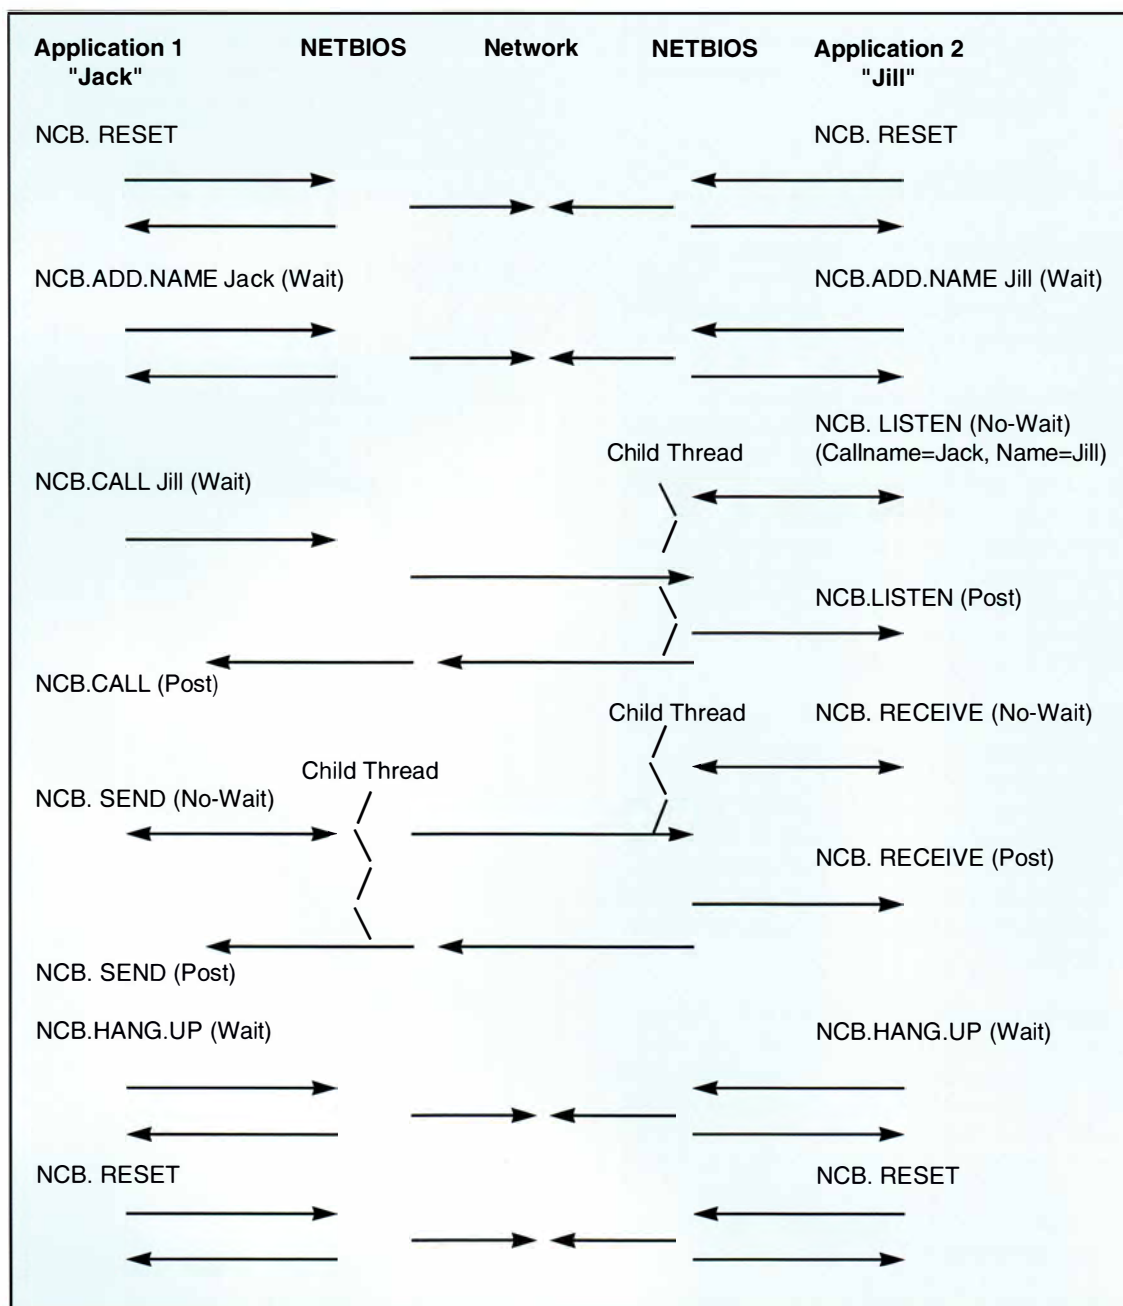 Application 1 NETBIOS Network NETBIOS Application 2
"Jack" "Jill"
NCB. RESET NCB. RESET
NCB.ADD.NAME Jack (Wait) NCB.ADD.NAME Jill (Wait)
NCB. LISTEN (No-Wait)
Child Thread (Callname=Jack, Name=Jill)
NCB.CALL Jill (Wait)
NCB.LISTEN (Post)
NCB.CALL (Post)
Child Thread NCB. RECEIVE (No-Wait)
Child Thread
NCB. SEND (No-Wait)
NCB. RECEIVE (Post)
NCB. SEND (Post)
NCB.HANG.UP (Wait) NCB.HANG.UP (Wait)
NCB. RESET NCB. RESET